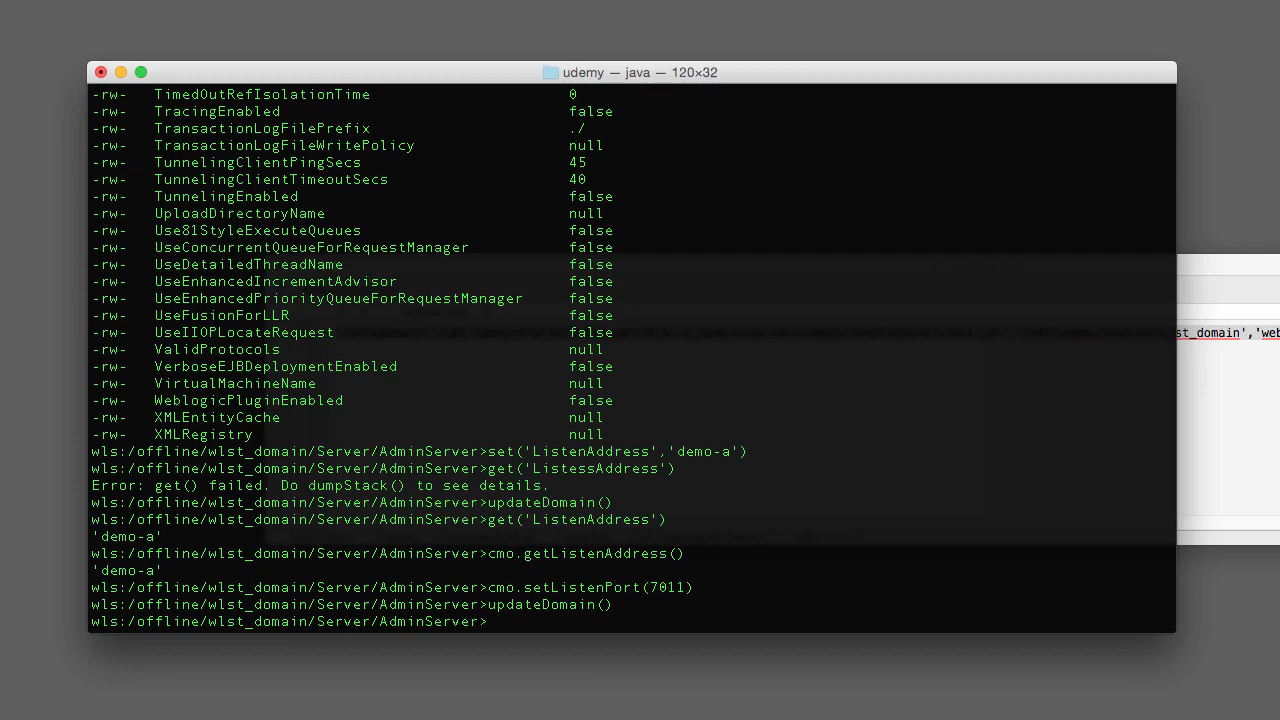 udemy — java — 120×32
-rw- TimedOutRefIsolationTime 0
-rw- TracingEnabled false
-rw- TransactionLogFilePrefix ./
-rw- TransactionLogFileWritePolicy null
-rw- TunnelingClientPingSecs 45
-rw- TunnelingClientTimeoutSecs 40
-rw- TunnelingEnabled false
-rw- UploadDirectoryName null
-rw- Use81StyleExecuteQueues false
-rw- UseConcurrentQueueForRequestManager false
-rw- UseDetailedThreadName false
-rw- UseEnhancedIncrementAdvisor false
-rw- UseEnhancedPriorityQueueForRequestManager false
-rw- UseFusionForLLR false
-rw- UseIIOPLocateRequest false
st_domain','web
-rw- ValidProtocols null
-rw- VerboseEJBDeploymentEnabled false
-rw- VirtualMachineName null
-rw- WeblogicPluginEnabled false
-rw- XMLEntityCache null
-rw- XMLRegistry null
wls:/offline/wlst_domain/Server/AdminServer>set('ListenAddress','demo-a')
wls:/offline/wlst_domain/Server/AdminServer>get('ListessAddress')
Error: get() failed. Do dumpStack() to see details.
wls:/offline/wlst_domain/Server/AdminServer>updateDomain()
wls:/offline/wlst_domain/Server/AdminServer>get('ListenAddress')
'demo-a'
wls:/offline/wlst_domain/Server/AdminServer>cmo.getListenAddress()
'demo-a'
wls:/offline/wlst_domain/Server/AdminServer>cmo.setListenPort(7011)
wls:/offline/wlst_domain/Server/AdminServer>updateDomain()
wls:/offline/wlst_domain/Server/AdminServer>